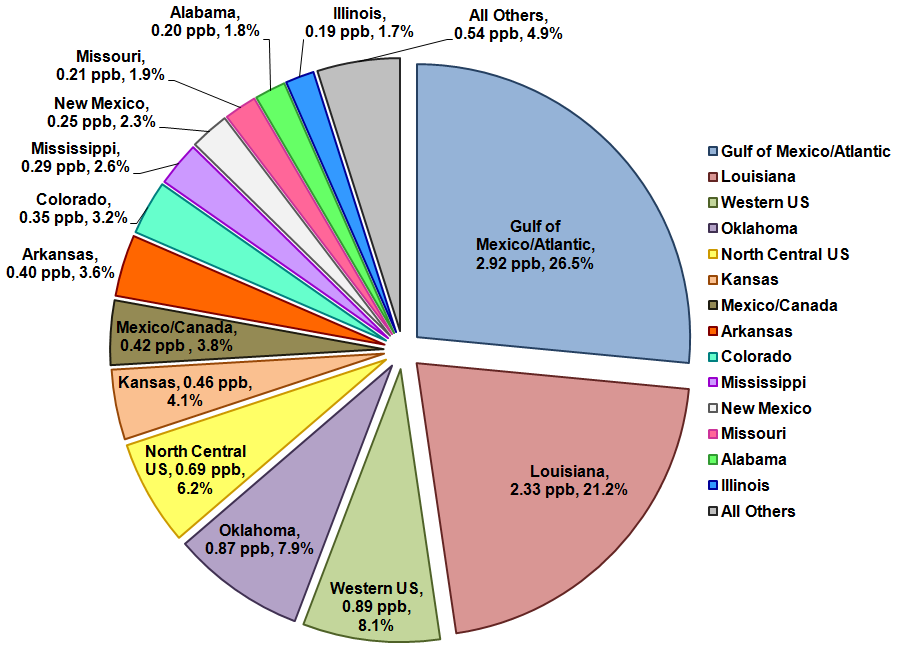 Alabama,
0.20 ppb, 1.8%
Illinois,
0.19 ppb, 1.7%
All Others,
0.54 ppb, 4.9%
Missouri,
0.21 ppb, 1.9%
New Mexico,
0.25 ppb, 2.3%
Mississippi,
0.29 ppb, 2.6%
Colorado,
0.35 ppb, 3.2%
Arkansas,
0.40 ppb, 3.6%
Mexico/Canada,
0.42 ppb , 3.8%
Kansas, 0.46 ppb,
4.1%
North Central
US, 0.69 ppb,
6.2%
Oklahoma,
0.87 ppb, 7.9%
Western US,
0.89 ppb,
8.1%
Louisiana,
2.33 ppb, 21.2%
Gulf of
Mexico/Atlantic,
2.92 ppb, 26.5%
Gulf of Mexico/Atlantic
Louisiana
Western US
Oklahoma
North Central US
Kansas
Mexico/Canada
Arkansas
Colorado
Mississippi
New Mexico
Missouri
Alabama
Illinois
All Others